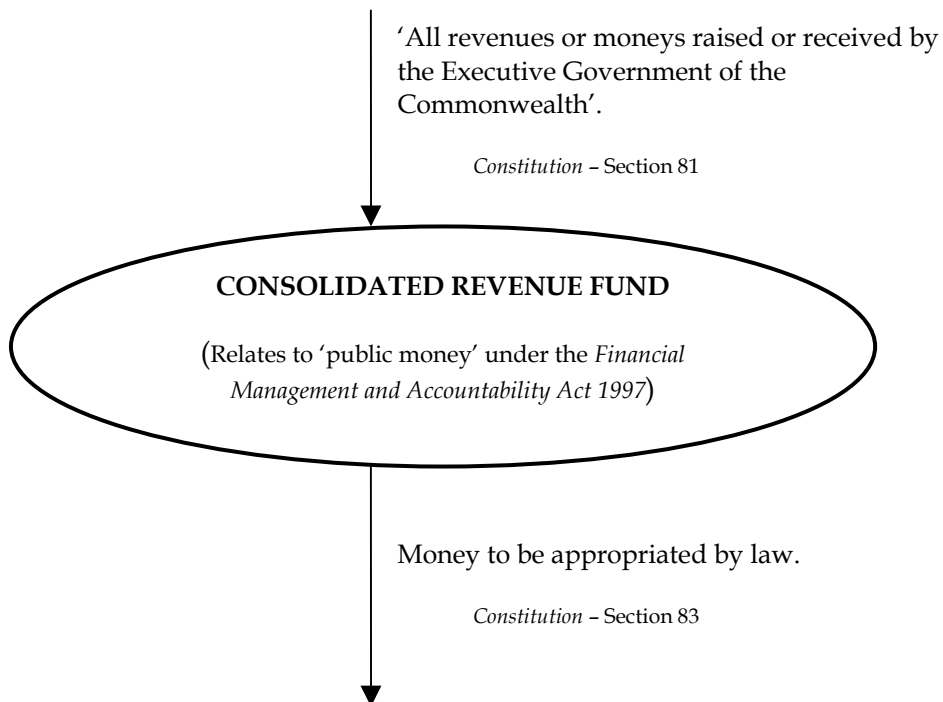 ‘All revenues or moneys raised or received by
the Executive Government of the
Commonwealth’.
Constitution – Section 81
CONSOLIDATED REVENUE FUND
(Relates to ‘public money’ under the Financial
Management and Accountability Act 1997)
Money to be appropriated by law.
Constitution – Section 83